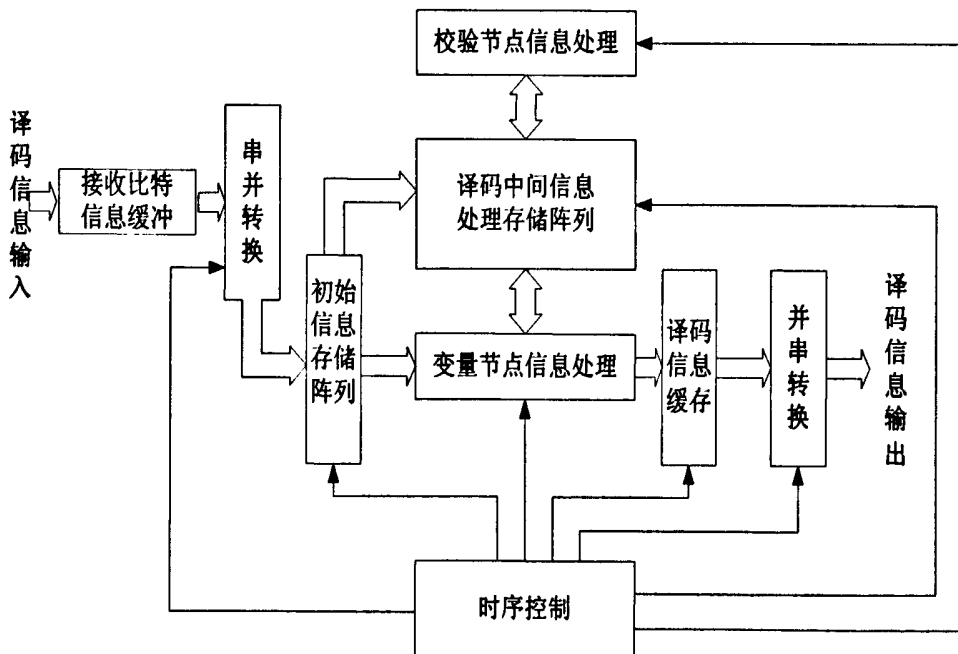 校验节点信息处理
译码信息输入
接收比特
信息缓冲
串并转换
译码中间信息
处理存储阵列
初始
信息
存储
阵列
变量节点信息处理
译码
信息
缓存
并串转换
译码信息输出
时序控制